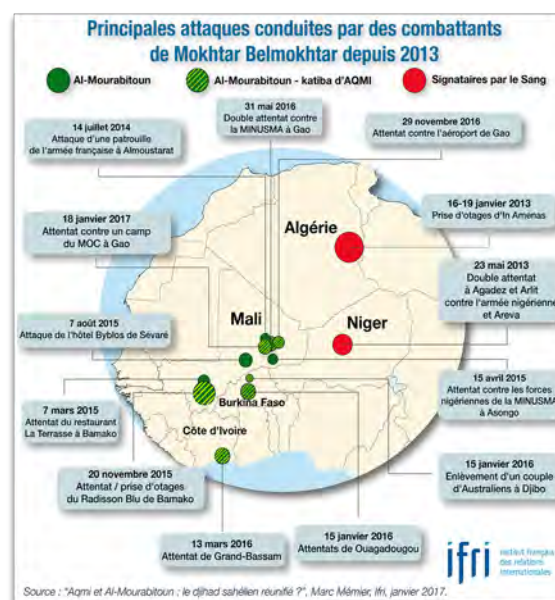 Principales attaques conduites par des combattants
de Mokhtar Belmokhtar depuis 2013
Al-Mourabitoun
Al-Mourabitoun - katiba d'AQMI
Signataires par le Sang
31 mai 2016
Double attentat contre
la MINUSMA à Gao
14 juillet 2014
Attaque d'une patrouille
de l'armée française à Almoustarat
29 novembre 2016
Attentat contre l'aéroport de Gao
16-19 janvier 2013
Prise d'otages d'In Amenas
18 janvier 2017
Attentat contre un camp
du MOC à Gao
Algérie
23 mai 2013
Double attentat
à Agadez et Arlit
contre l'armée nigérienne
et Areva
Mali
Niger
7 août 2015
Attaque de l'hôtel Byblos de Sévaré
15 avril 2015
Attentat contre les forces
nigériennes de la MINUSMA
à Asongo
7 mars 2015
Attentat du restaurant
La Terrasse à Bamako
Burkina Faso
Côte d'Ivoire
20 novembre 2015
Attentat / prise d'otages
du Radisson Blu de Bamako
15 janvier 2016
Enlèvement d'un couple
d'Australiens à Djibo
13 mars 2016
Attentat de Grand-Bassam
15 janvier 2016
Attentats de Ouagadougou
ifri
institut français
des relations
internationales
Source : "Aqmi et Al-Mourabitoun : le djihad sahélien réunifié ?", Marc Mémier, Ifri, janvier 2017.